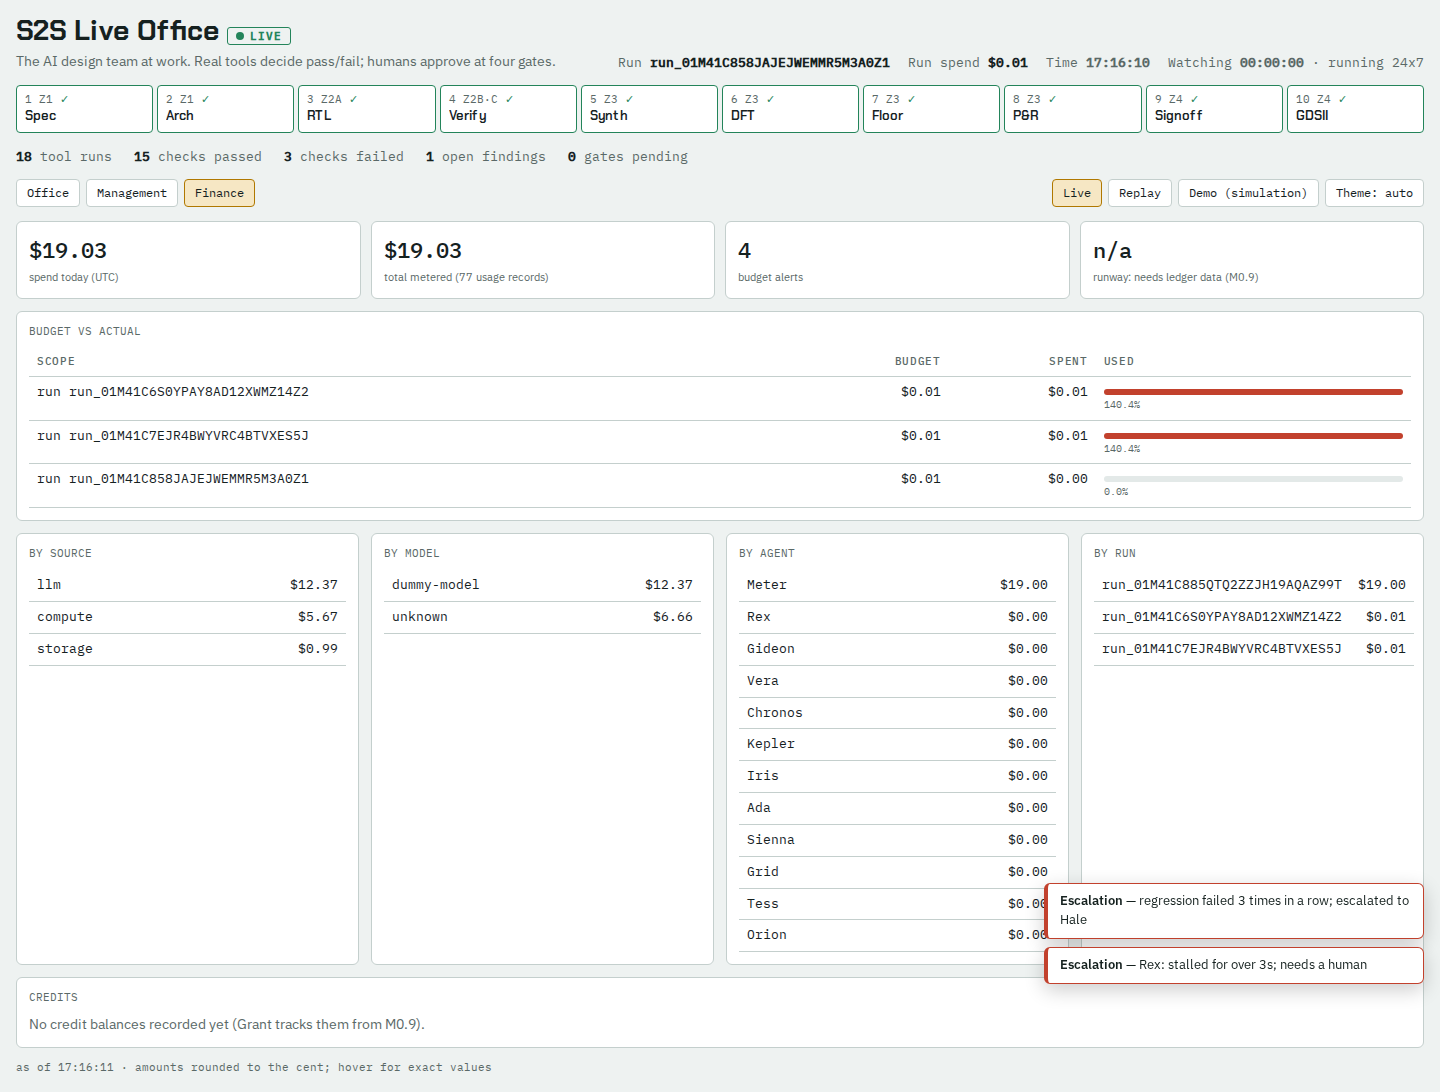 S2S Live Office
LIVE
The AI design team at work. Real tools decide pass/fail; humans approve at four gates.
Run run_01M41C858JAJEJWEMMR5M3A0Z1 Run spend $0.01 Time 17:16:10 Watching 00:00:00 · running 24x7
1 Z1 ✓
Spec
2 Z1 ✓
Arch
3 Z2A ✓
RTL
4 Z2B·C ✓
Verify
5 Z3 ✓
Synth
6 Z3 ✓
DFT
7 Z3 ✓
Floor
8 Z3 ✓
P&R
9 Z4 ✓
Signoff
10 Z4 ✓
GDSII
18 tool runs 15 checks passed 3 checks failed 1 open findings 0 gates pending
Office Management Finance
Live Replay Demo (simulation) Theme: auto
$19.03
spend today (UTC)
$19.03
total metered (77 usage records)
4
budget alerts
n/a
runway: needs ledger data (M0.9)
BUDGET VS ACTUAL
SCOPE BUDGET SPENT USED
run run_01M41C6S0YPAY8AD12XWMZ14Z2 $0.01 $0.01
140.4%
run run_01M41C7EJR4BWYVRC4BTVXES5J $0.01 $0.01
140.4%
run run_01M41C858JAJEJWEMMR5M3A0Z1 $0.01 $0.00
0.0%
BY SOURCE
llm $12.37
compute $5.67
storage $0.99
BY MODEL
dummy-model $12.37
unknown $6.66
BY AGENT
Meter $19.00
Rex $0.00
Gideon $0.00
Vera $0.00
Chronos $0.00
Kepler $0.00
Iris $0.00
Ada $0.00
Sienna $0.00
Grid $0.00
Tess $0.00
Orion $0.00
BY RUN
run_01M41C885QTQ2ZZJH19AQAZ99T $19.00
run_01M41C6S0YPAY8AD12XWMZ14Z2 $0.01
run_01M41C7EJR4BWYVRC4BTVXES5J $0.01
Escalation — regression failed 3 times in a row; escalated to
Hale
Escalation — Rex: stalled for over 3s; needs a human
CREDITS
No credit balances recorded yet (Grant tracks them from M0.9).
as of 17:16:11 · amounts rounded to the cent; hover for exact values